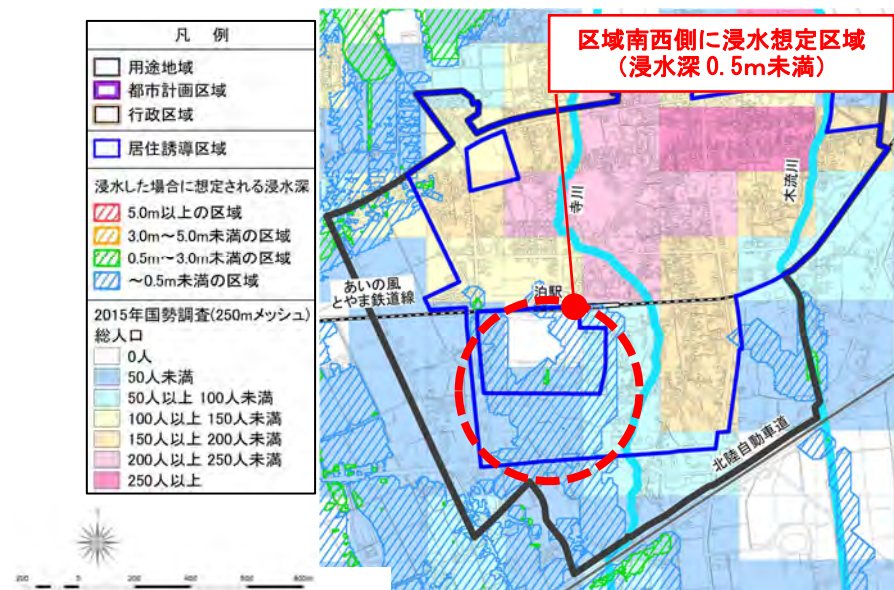 凡 例
用途地域
都市計画区域
行政区域
居住誘導区域
浸水した場合に想定される浸水深
5.0m以上の区域
3.0m～5.0m未満の区域
0.5m～3.0m未満の区域
～0.5m未満の区域
2015年国勢調査(250mメッシュ)
総人口
0人
50人未満
50人以上 100人未満
100人以上 150人未満
150人以上 200人未満
200人以上 250人未満
250人以上
区域南西側に浸水想定区域
(浸水深 0.5m未満)
寺川
木流川
あいの風
とやま鉄道線
泊駅
北陸自動車道
200 0 200 400 600m